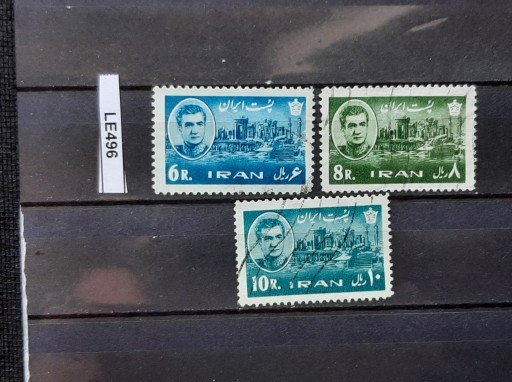 LE496
پست ایران
6R. IRAN ۶ ریال
پست ایران
8R. IRAN ۸ ریال
پست ایران
10R. IRAN ۱۰ ریال